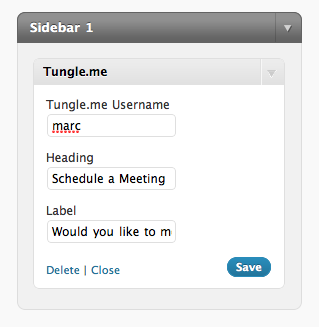 Sidebar 1
Tungle.me
Tungle.me Username
marc
Heading
Schedule a Meeting
Label
Would you like to m
Delete | Close
Save